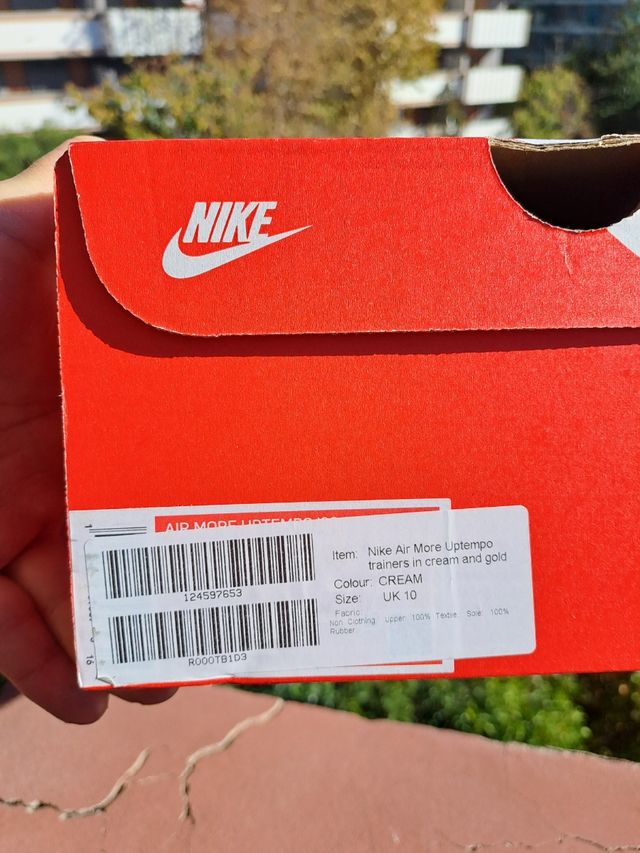 NIKE
AIR MORE UPTEMPO
Item: Nike Air More Uptempo
trainers in cream and gold
Colour: CREAM
Size: UK 10
Fabric:
Non Clothing: Upper: 100% Textile. Sole: 100%
Rubber.
124597653
R000TB1D3
16